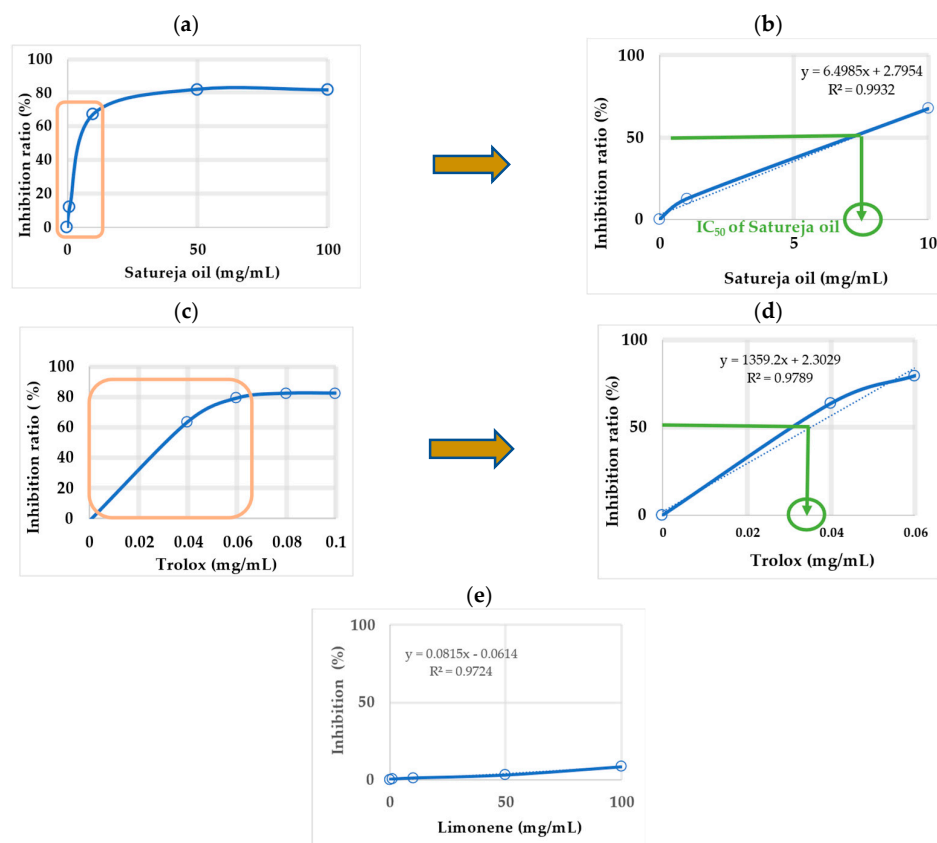 (a)
100
80
60
40
20
0
Inhibition ratio (%)
0 50 100
Satureja oil (mg/mL)
(b)
y = 6.4985x + 2.7954
R² = 0.9932
100
50
0
Inhibition ratio (%)
IC₅₀ of Satureja oil
0 5 10
Satureja oil (mg/mL)
(c)
100
80
60
40
20
0
Inhibition ratio ( %)
0 0.02 0.04 0.06 0.08 0.1
Trolox (mg/mL)
(d)
y = 1359.2x + 2.3029
R² = 0.9789
100
50
0
Inhibition ratio (%)
0 0.02 0.04 0.06
Trolox (mg/mL)
(e)
y = 0.0815x - 0.0614
R² = 0.9724
100
50
0
Inhibition (%)
0 50 100
Limonene (mg/mL)